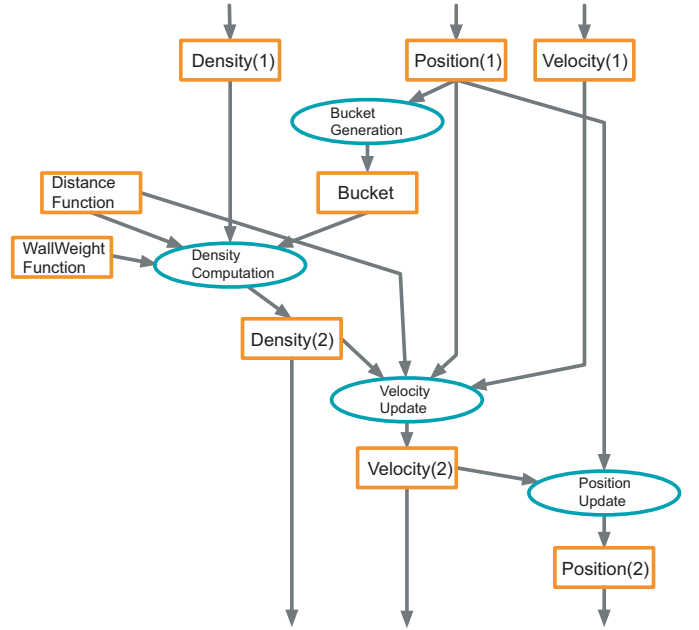 Density(1)
Position(1)
Velocity(1)
Bucket
Generation
Distance
Function
Bucket
WallWeight
Function
Density
Computation
Density(2)
Velocity
Update
Velocity(2)
Position
Update
Position(2)